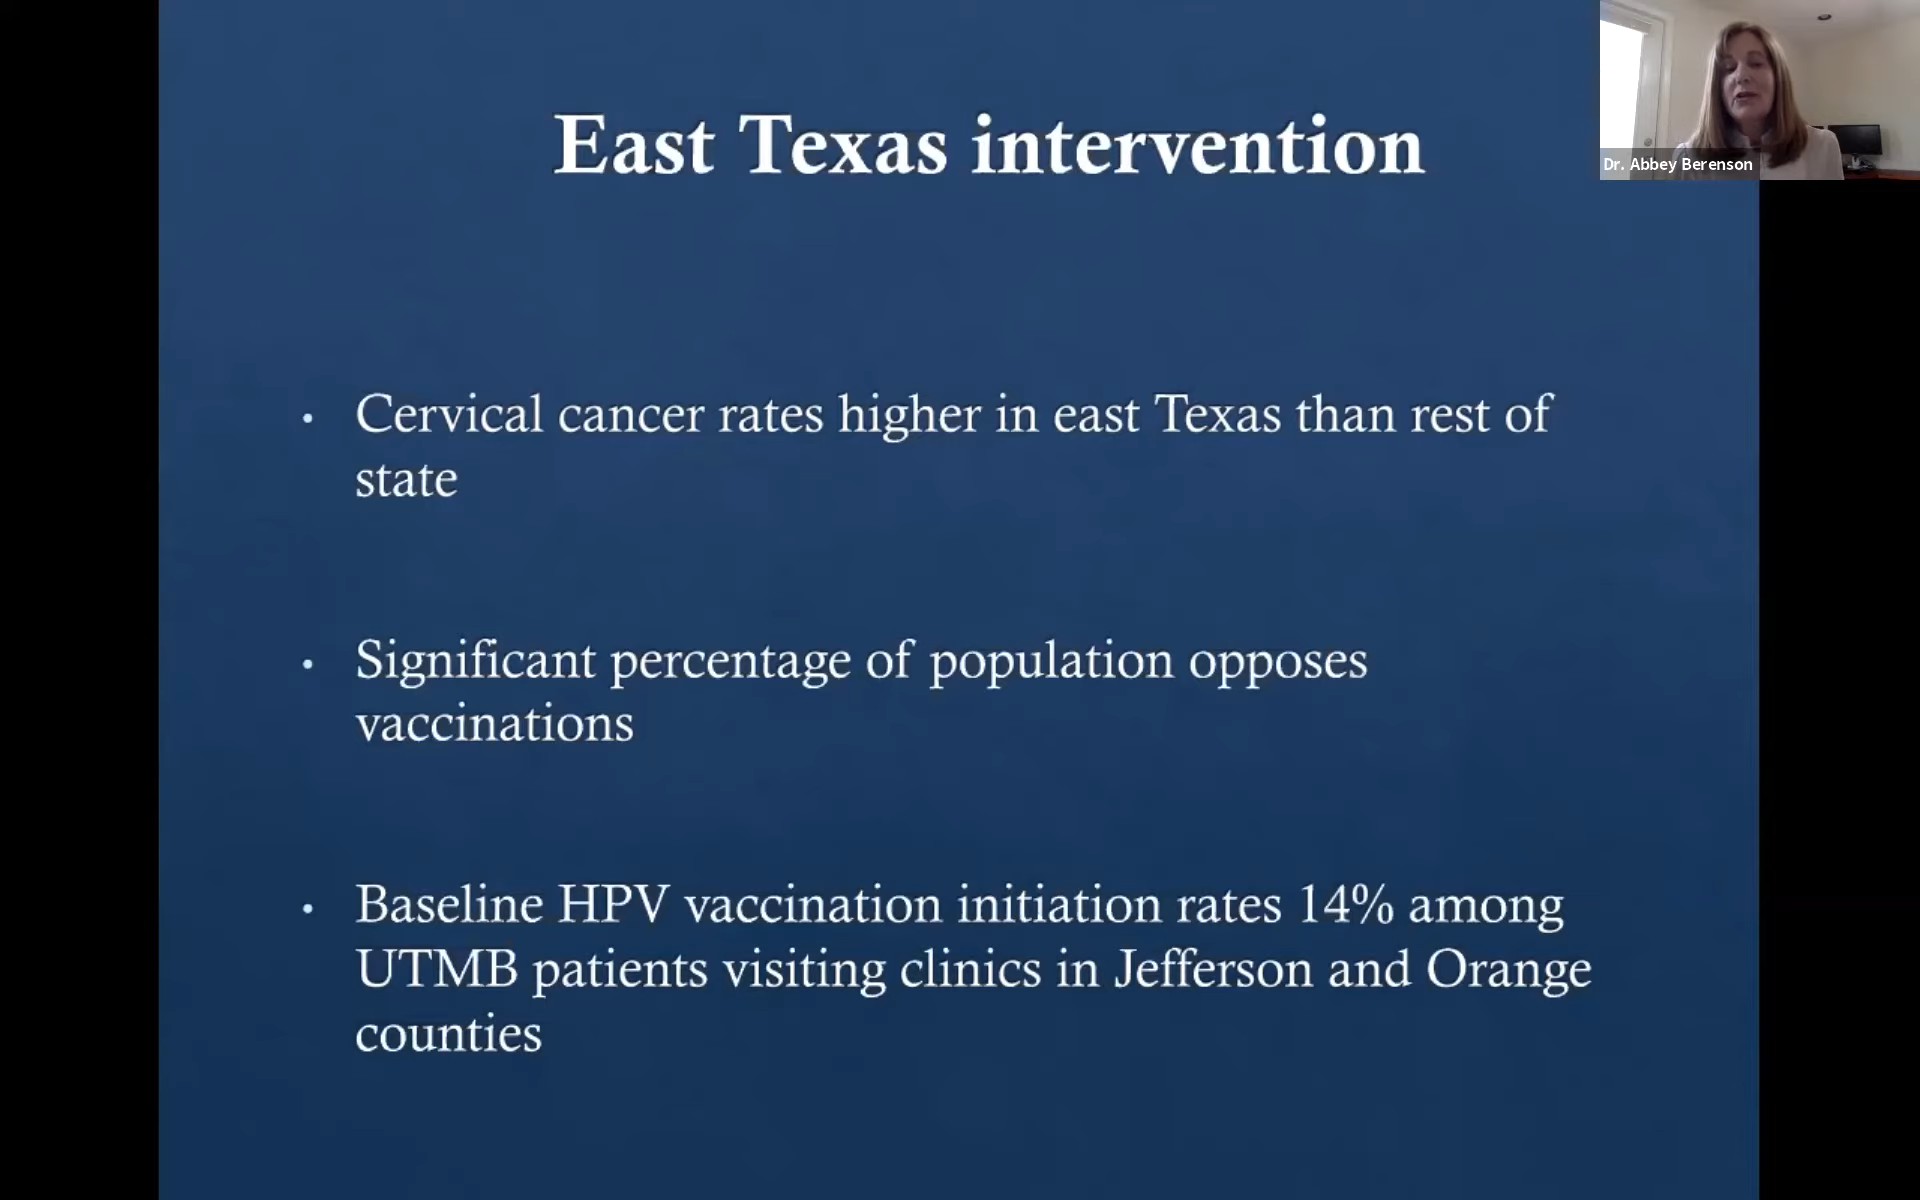 East Texas intervention
Dr. Abbey Berenson
• Cervical cancer rates higher in east Texas than rest of
state
• Significant percentage of population opposes
vaccinations
• Baseline HPV vaccination initiation rates 14% among
UTMB patients visiting clinics in Jefferson and Orange
counties